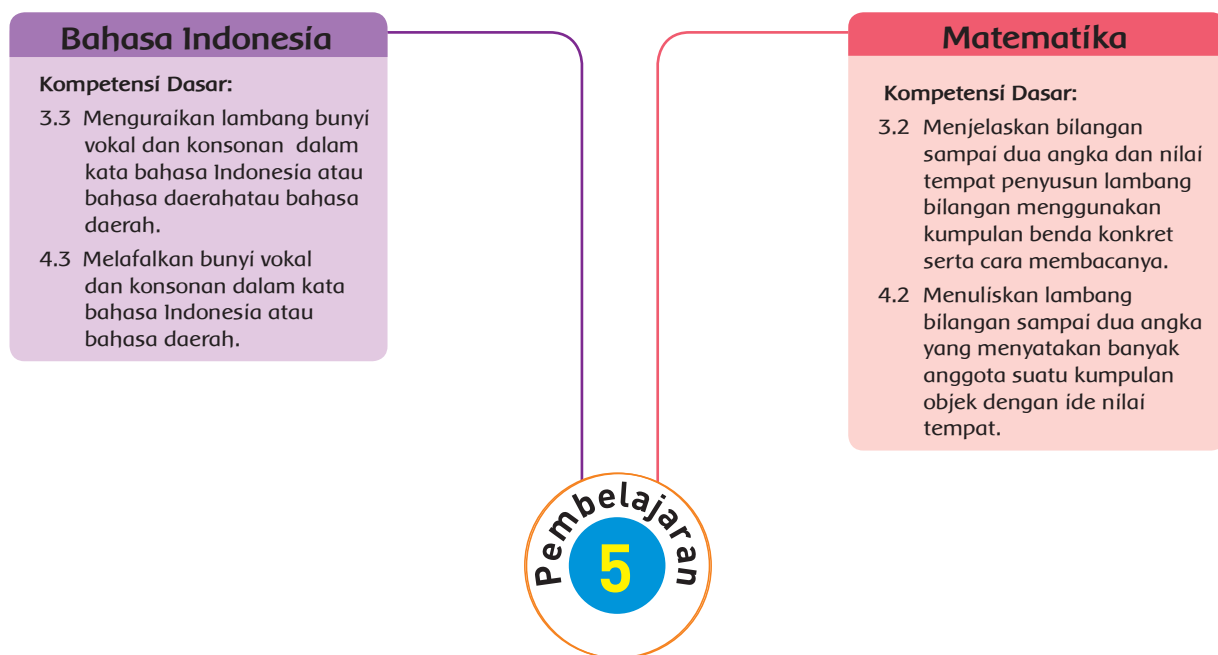 Bahasa Indonesia
Kompetensi Dasar:
3.3 Menguraikan lambang bunyi
vokal dan konsonan dalam
kata bahasa Indonesia atau
bahasa daerahatau bahasa
daerah.
4.3 Melafalkan bunyi vokal
dan konsonan dalam kata
bahasa Indonesia atau
bahasa daerah.
Matematika
Kompetensi Dasar:
3.2 Menjelaskan bilangan
sampai dua angka dan nilai
tempat penyusun lambang
bilangan menggunakan
kumpulan benda konkret
serta cara membacanya.
4.2 Menuliskan lambang
bilangan sampai dua angka
yang menyatakan banyak
anggota suatu kumpulan
objek dengan ide nilai
tempat.
Pembelajaran
5